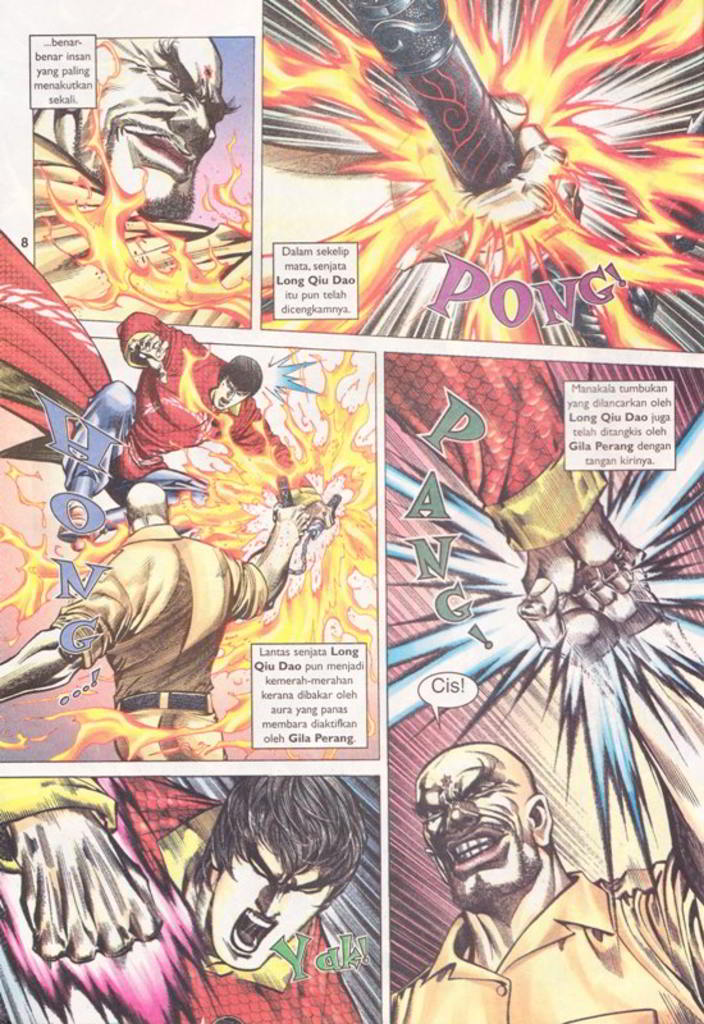 ...benar-
benar insan
yang paling
menakutkan
sekali.
8
Dalam sekelip
mata, senjata
Long Qiu Dao
itu pun telah
dicengkamnya.
PONG!
HONG...!
Lantas senjata Long
Qiu Dao pun menjadi
kemerah-merahan
kerana dibakar oleh
aura yang panas
membara diaktifkan
oleh Gila Perang.
Manakala tumbukan
yang dilancarkan oleh
Long Qiu Dao juga
telah ditangkis oleh
Gila Perang dengan
tangan kirinya.
PANG!
Cis!
Yak!